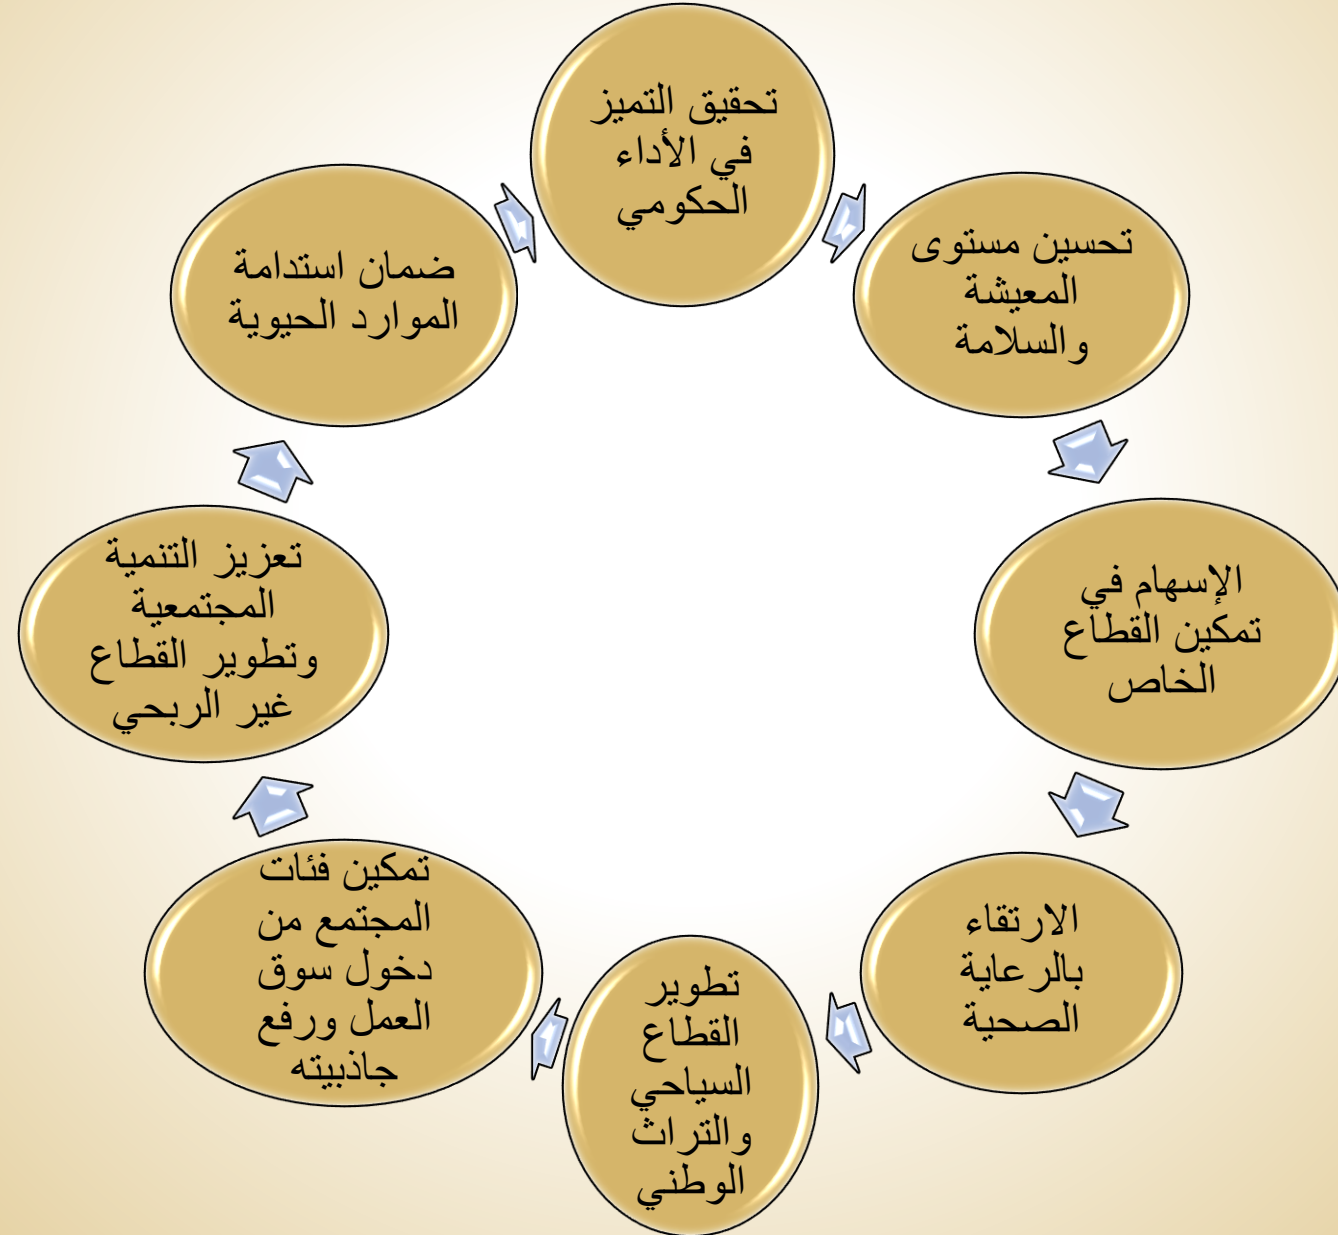 تحقيق التميز
في الأداء
الحكومي
تحسين مستوى
المعيشة
والسلامة
الإسهام في
تمكين القطاع
الخاص
الارتقاء
بالرعاية
الصحية
تطوير
القطاع
السياحي
والتراث
الوطني
تمكين فئات
المجتمع من
دخول سوق
العمل ورفع
جاذبيته
تعزيز التنمية
المجتمعية
وتطوير القطاع
غير الربحي
ضمان استدامة
الموارد الحيوية